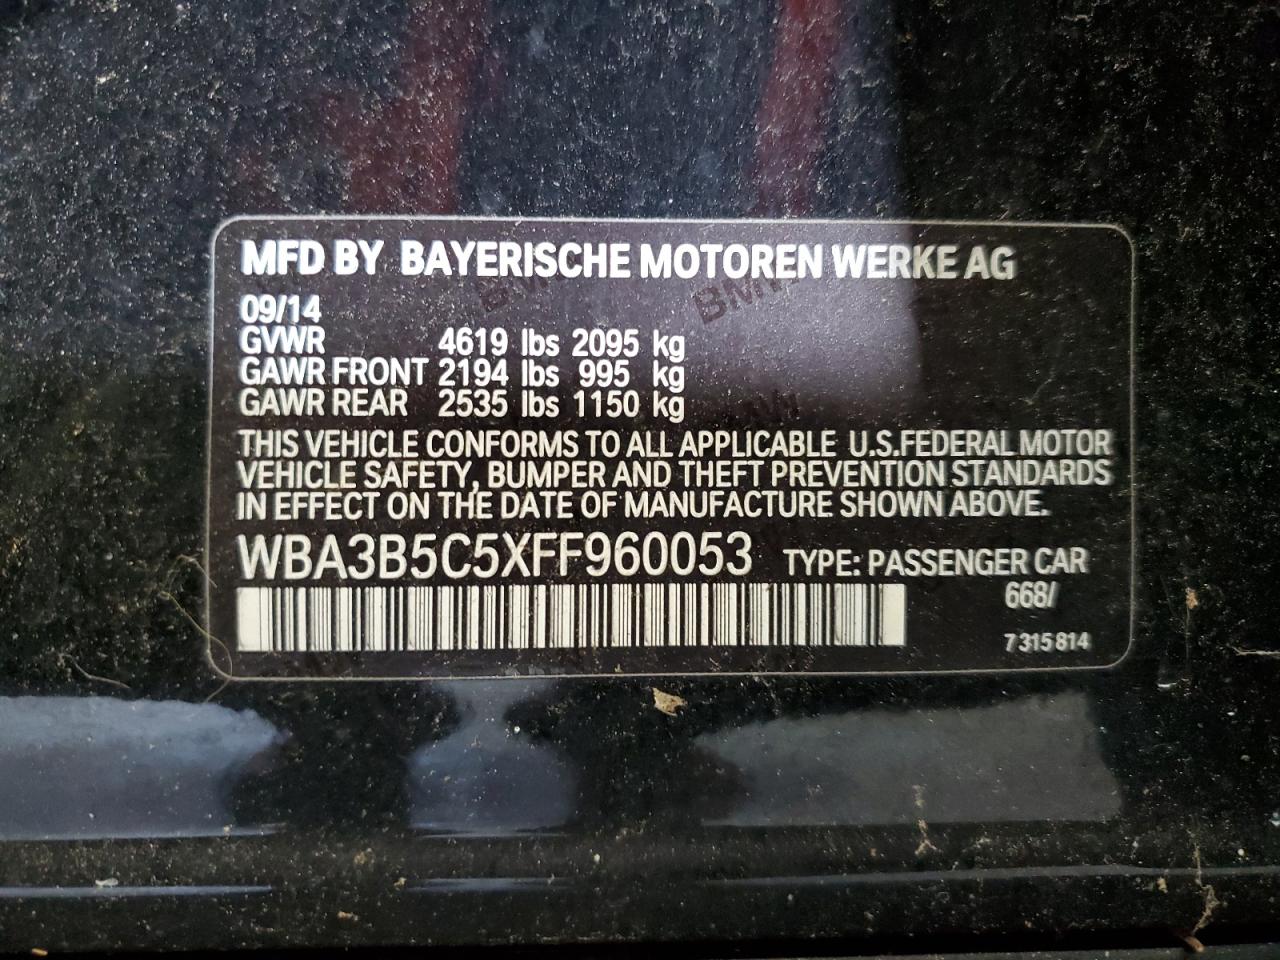 MFD BY BAYERISCHE MOTOREN WERKE AG
09/14
GVWR 4619 lbs 2095 kg
GAWR FRONT 2194 lbs 995 kg
GAWR REAR 2535 lbs 1150 kg
THIS VEHICLE CONFORMS TO ALL APPLICABLE U.S.FEDERAL MOTOR
VEHICLE SAFETY, BUMPER AND THEFT PREVENTION STANDARDS
IN EFFECT ON THE DATE OF MANUFACTURE SHOWN ABOVE.
WBA3B5C5XFF960053 TYPE: PASSENGER CAR
668/
7 315 814